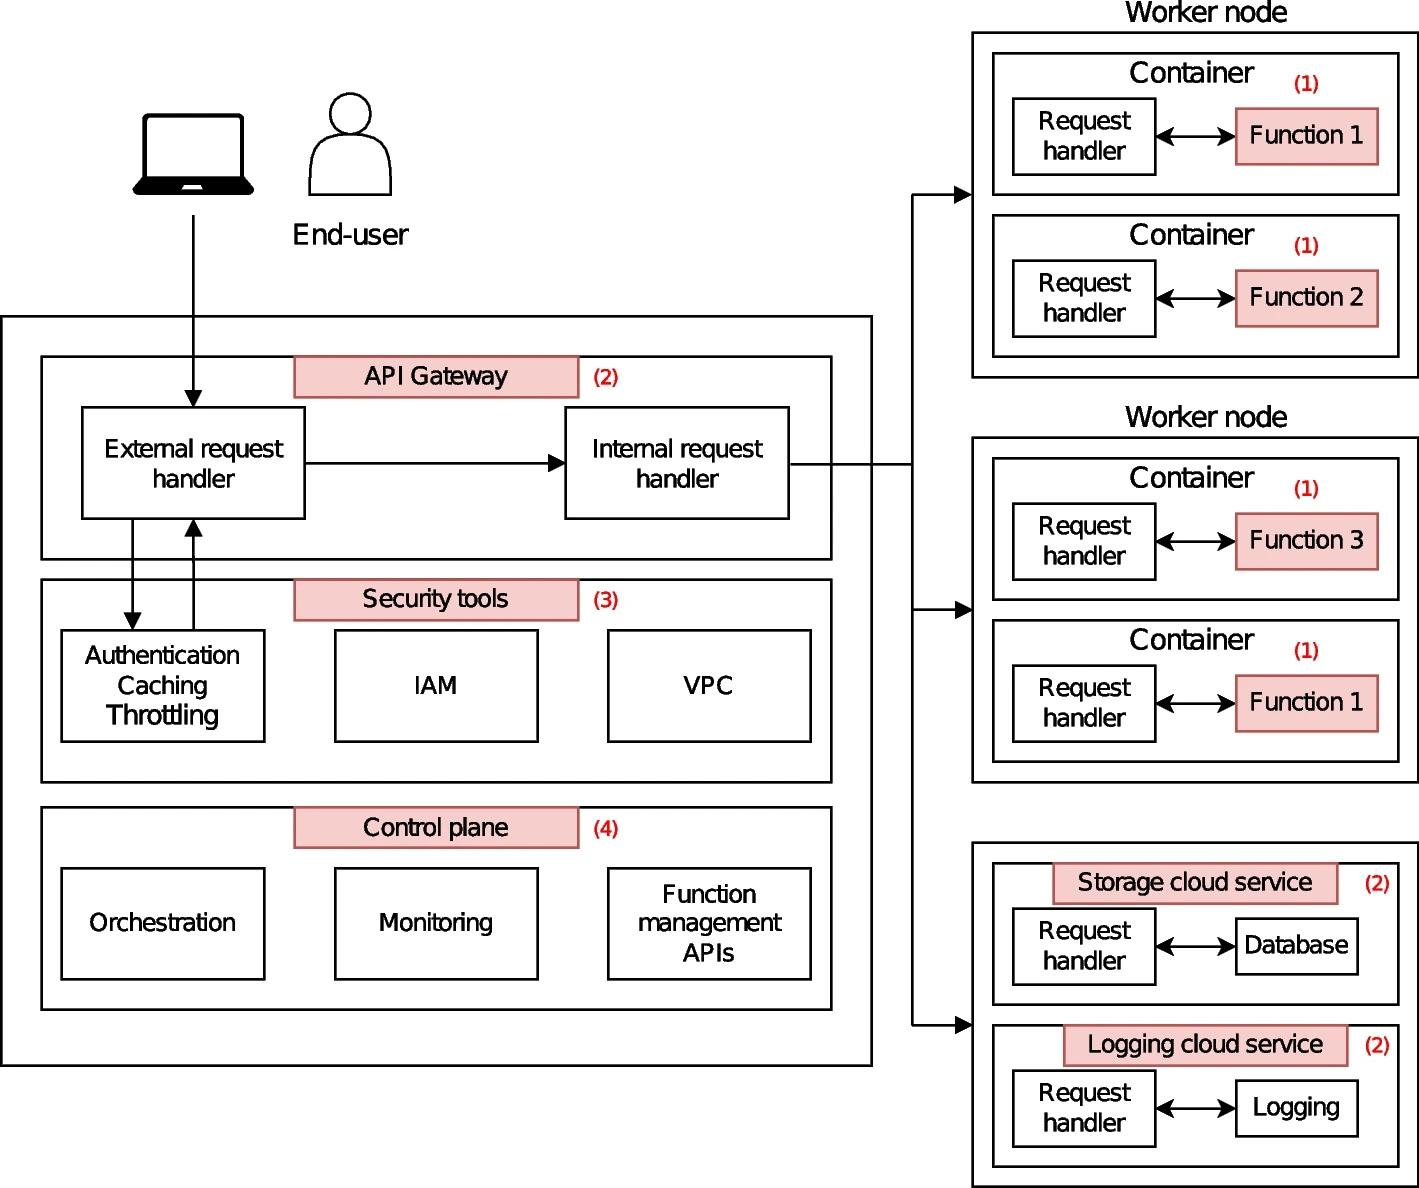 End-user
API Gateway
(2)
External request
handler
Internal request
handler
Security tools
(3)
Authentication
Caching
Throttling
IAM
VPC
Control plane
(4)
Orchestration
Monitoring
Function
management
APIs
Worker node
Container
(1)
Request
handler
Function 1
Container
(1)
Request
handler
Function 2
Worker node
Container
(1)
Request
handler
Function 3
Container
(1)
Request
handler
Function 1
Storage cloud service
(2)
Request
handler
Database
Logging cloud service
(2)
Request
handler
Logging